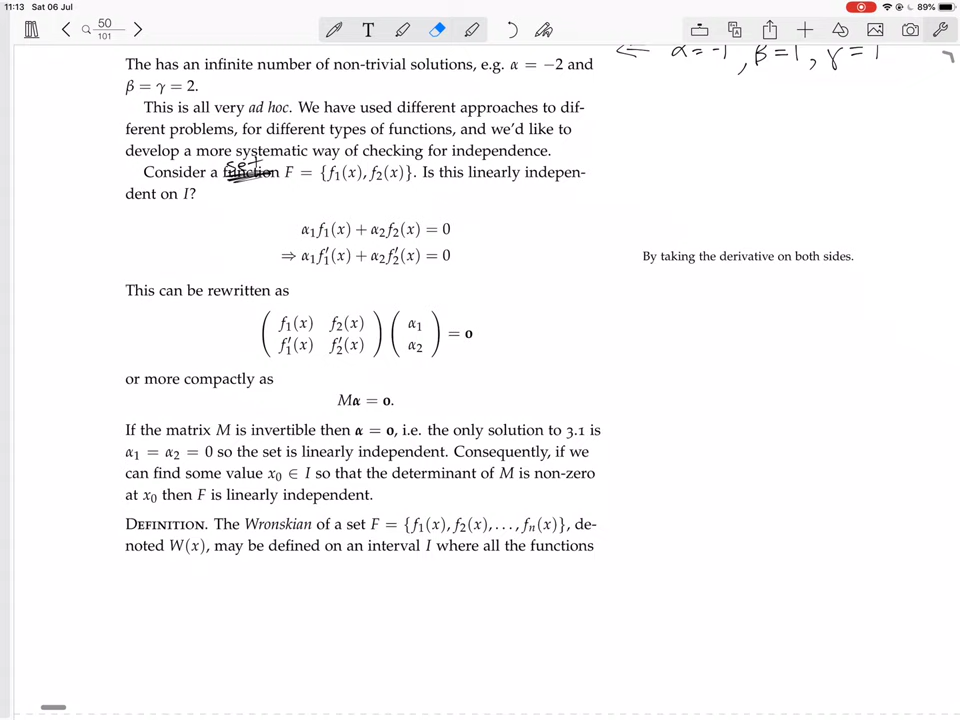 11:13 Sat 06 Jul
89%
50
101
T
← α = -1, β = 1, γ = 1
The has an infinite number of non-trivial solutions, e.g. α = −2 and
β = γ = 2.
This is all very ad hoc. We have used different approaches to dif-
ferent problems, for different types of functions, and we'd like to
develop a more systematic way of checking for independence.
set
Consider a function F = {f₁(x), f₂(x)}. Is this linearly indepen-
dent on I?
α₁f₁(x) + α₂f₂(x) = 0
⇒ α₁f₁′(x) + α₂f₂′(x) = 0
By taking the derivative on both sides.
This can be rewritten as
( f₁(x) f₂(x) ) ( α₁ )
( f₁′(x) f₂′(x) ) ( α₂ ) = o
or more compactly as
Mα = o.
If the matrix M is invertible then α = o, i.e. the only solution to 3.1 is
α₁ = α₂ = 0 so the set is linearly independent. Consequently, if we
can find some value x₀ ∈ I so that the determinant of M is non-zero
at x₀ then F is linearly independent.
DEFINITION. The Wronskian of a set F = {f₁(x), f₂(x), . . . , fₙ(x)}, de-
noted W(x), may be defined on an interval I where all the functions